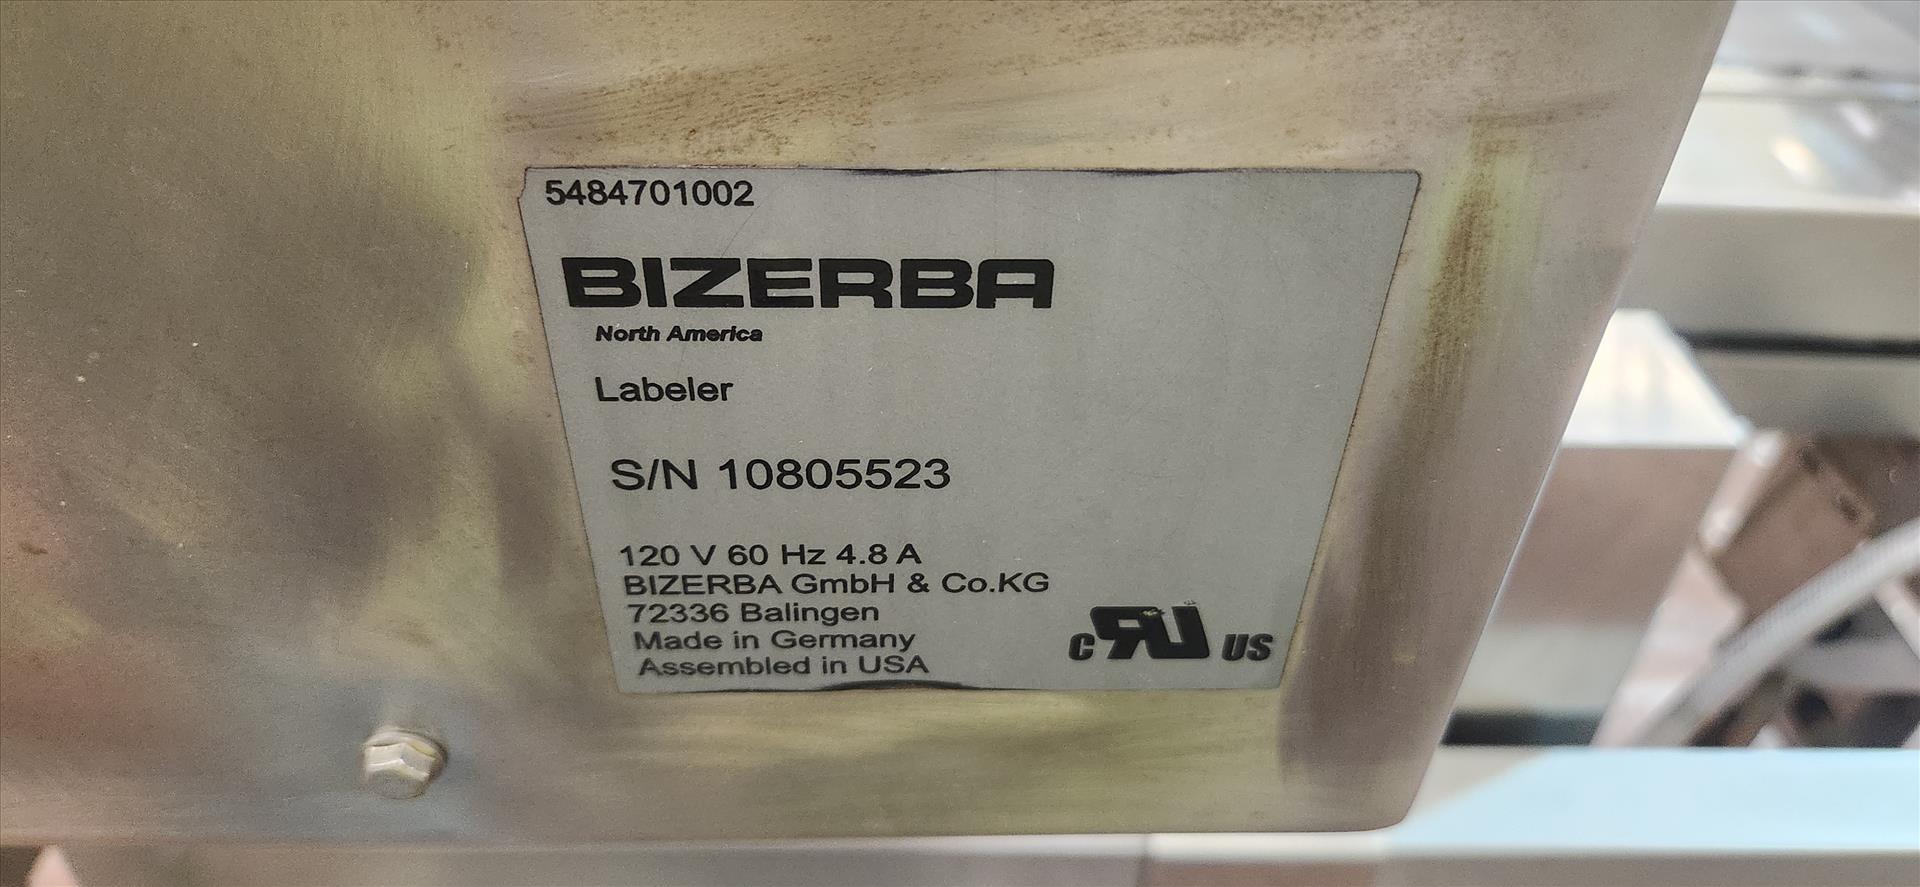 5484701002
BIZERBA
North America
Labeler
S/N 10805523
120 V 60 Hz 4.8 A
BIZERBA GmbH & Co.KG
72336 Balingen
Made in Germany
Assembled in USA
c RU US